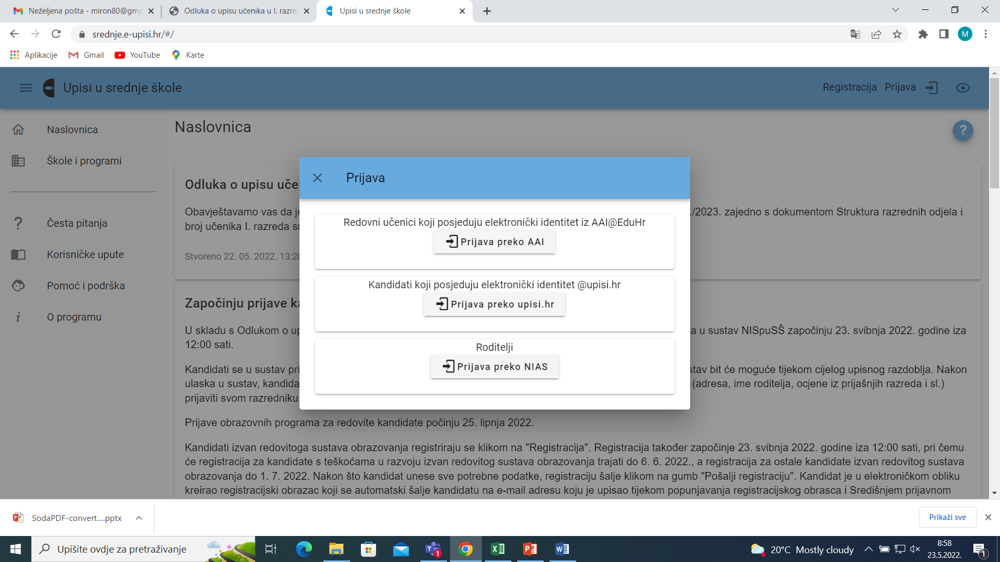 Neželjena pošta - miron80@gma
Odluka o upisu učenika u I. razre
Upisi u srednje škole
srednje.e-upisi.hr/#/
M
Aplikacije
Gmail
YouTube
Karte
Upisi u srednje škole
Registracija
Prijava
Naslovnica
Škole i programi
Česta pitanja
Korisničke upute
Pomoć i podrška
O programu
Naslovnica
?
Odluka o upisu uče
Obavještavamo vas da je
./2023. zajedno s dokumentom Struktura razrednih odjela i
broj učenika I. razreda sr
Stvoreno 22. 05. 2022. 13:20
Prijava
Redovni učenici koji posjeduju elektronički identitet iz AAI@EduHr
Prijava preko AAI
Kandidati koji posjeduju elektronički identitet @upisi.hr
Prijava preko upisi.hr
Roditelji
Prijava preko NIAS
Započinju prijave ka
U skladu s Odlukom o up
a u sustav NISpuSŠ započinju 23. svibnja 2022. godine iza
12:00 sati.
Kandidati se u sustav pri
stav bit će moguće tijekom cijelog upisnog razdoblja. Nakon
ulaska u sustav, kandida
(adresa, ime roditelja, ocjene iz prijašnjih razreda i sl.)
prijaviti svom razredniku
Prijave obrazovnih programa za redovite kandidate počinju 25. lipnja 2022.
Kandidati izvan redovitoga sustava obrazovanja registriraju se klikom na "Registracija". Registracija također započinje 23. svibnja 2022. godine iza 12:00 sati, pri čemu
će registracija za kandidate s teškoćama u razvoju izvan redovitog sustava obrazovanja trajati do 6. 6. 2022., a registracija za ostale kandidate izvan redovitog sustava
obrazovanja do 1. 7. 2022. Nakon što kandidat unese sve potrebne podatke, registraciju šalje klikom na gumb "Pošalji registraciju". Kandidat je u elektroničkom obliku
kreirao registracijski obrazac koji se automatski šalje kandidatu na e-mail adresu koju je upisao tijekom popunjavanja registracijskog obrasca i Središnjem prijavnom
SodaPDF-convert....pptx
Prikaži sve
Upišite ovdje za pretraživanje
1
20°C Mostly cloudy
8:58
23.5.2022.
1